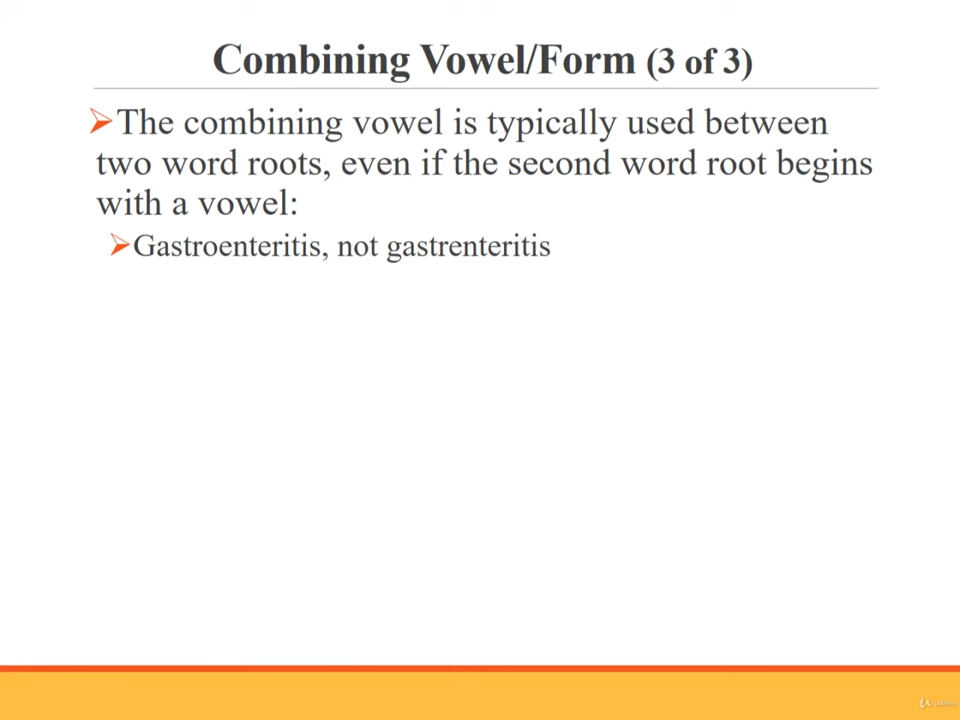 Combining Vowel/Form (3 of 3)
The combining vowel is typically used between
two word roots, even if the second word root begins
with a vowel:
Gastroenteritis, not gastrenteritis
Udemy